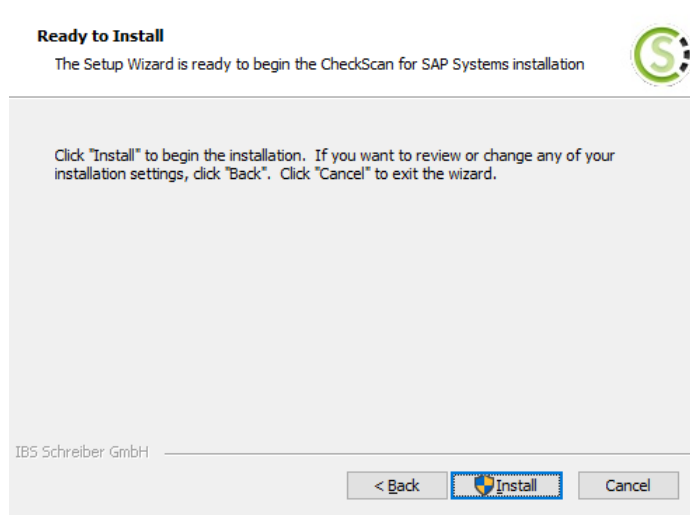 Ready to Install
The Setup Wizard is ready to begin the CheckScan for SAP Systems installation
S
Click "Install" to begin the installation. If you want to review or change any of your
installation settings, click "Back". Click "Cancel" to exit the wizard.
IBS Schreiber GmbH
< Back
Install
Cancel